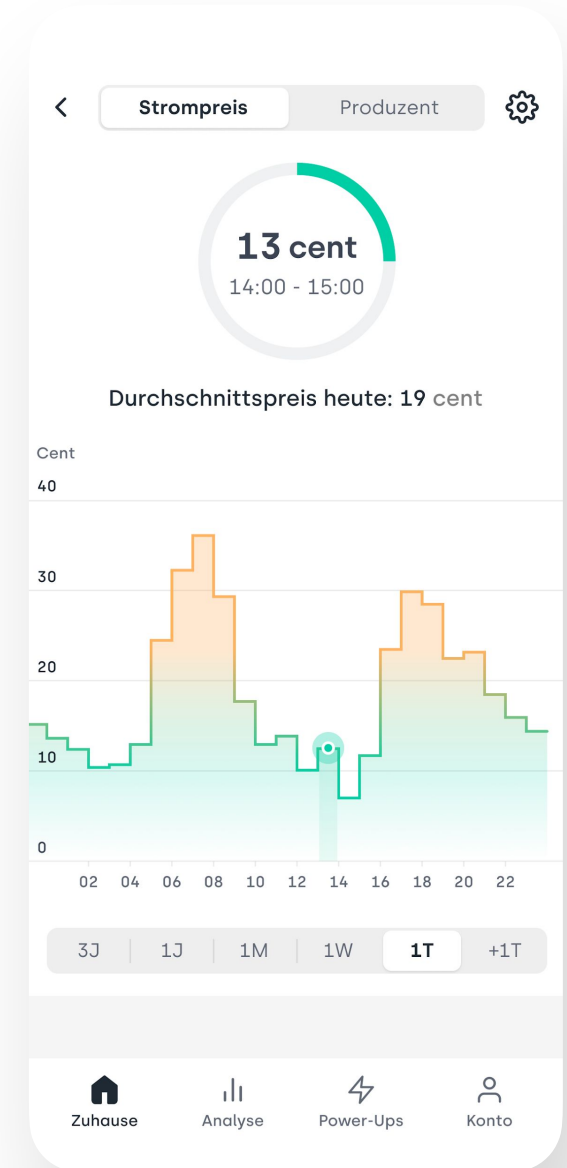 Strompreis Produzent
13 cent
14:00 - 15:00
Durchschnittspreis heute: 19 cent
Cent
40
30
20
10
0
02 04 06 08 10 12 14 16 18 20 22
3J 1J 1M 1W 1T +1T
Zuhause Analyse Power-Ups Konto